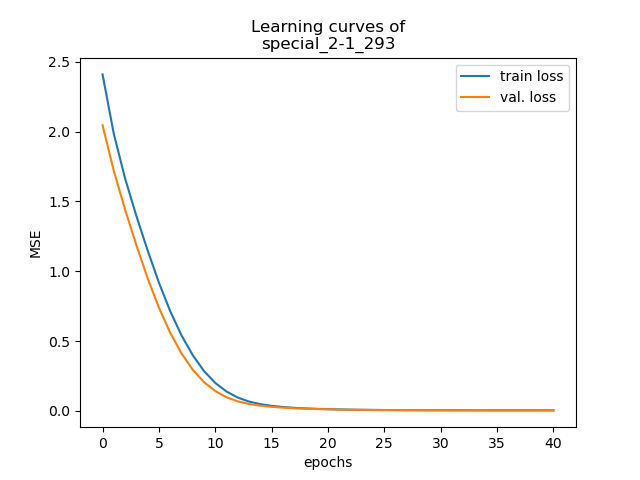 Learning curves of
special_2-1_293
train loss
val. loss
MSE
2.5
2.0
1.5
1.0
0.5
0.0
0 5 10 15 20 25 30 35 40
epochs